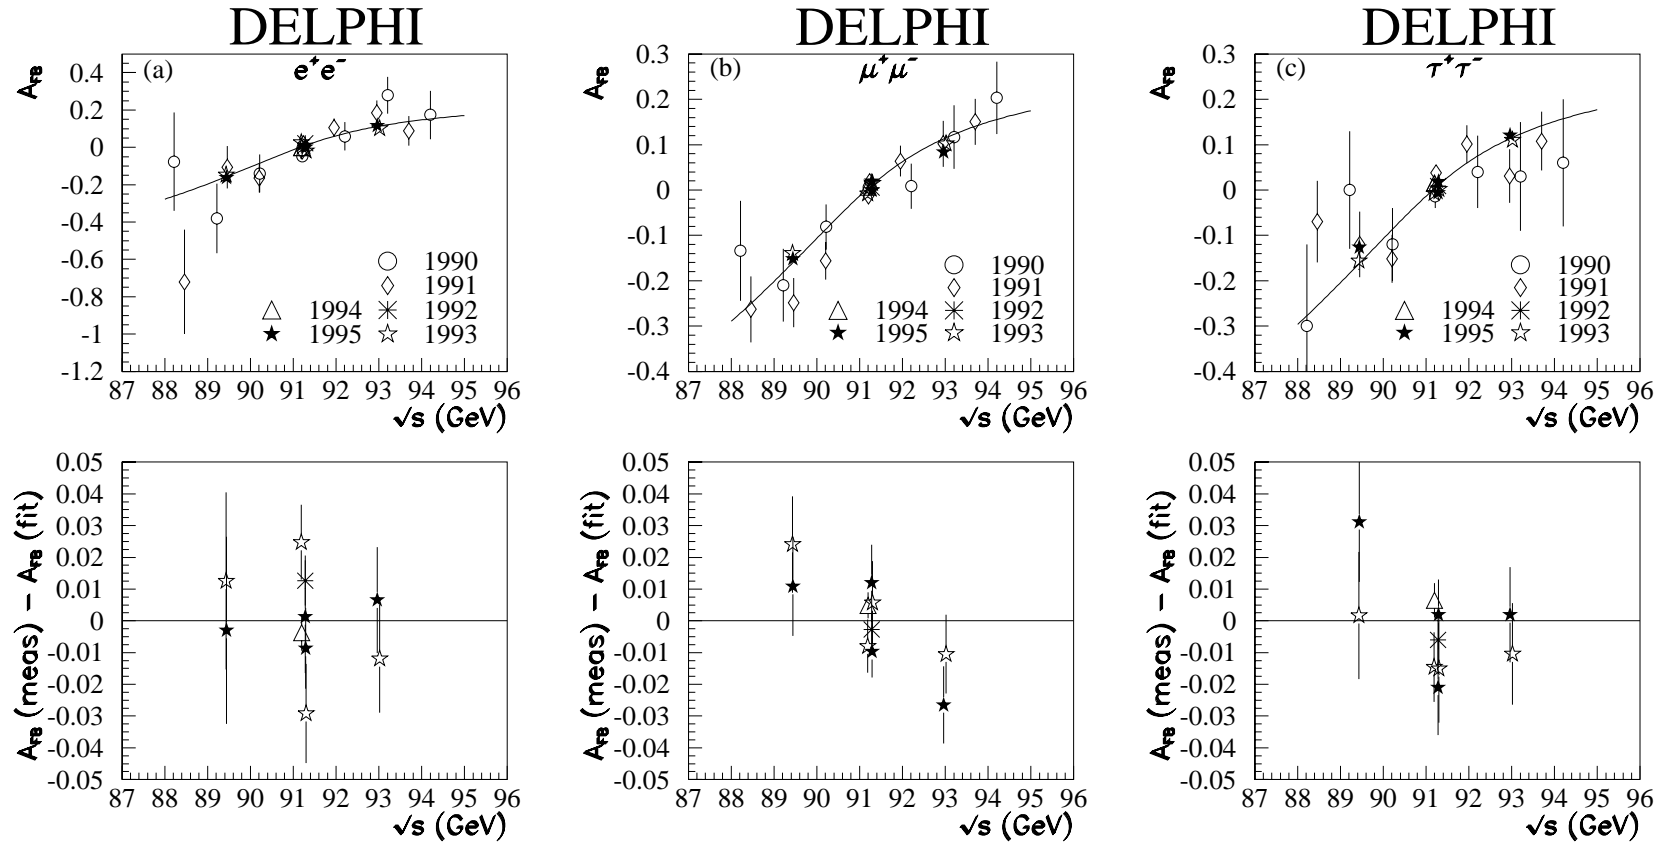 DELPHI
A_FB
(a)
e⁺e⁻
0.4
0.2
0
-0.2
-0.4
-0.6
-0.8
-1
-1.2
1990
1991
1994 1992
1995 1993
87 88 89 90 91 92 93 94 95 96
√s (GeV)
DELPHI
A_FB
(b)
μ⁺μ⁻
0.3
0.2
0.1
0
-0.1
-0.2
-0.3
-0.4
1990
1991
1994 1992
1995 1993
87 88 89 90 91 92 93 94 95 96
√s (GeV)
DELPHI
A_FB
(c)
τ⁺τ⁻
0.3
0.2
0.1
0
-0.1
-0.2
-0.3
-0.4
1990
1991
1994 1992
1995 1993
87 88 89 90 91 92 93 94 95 96
√s (GeV)
A_FB (meas) − A_FB (fit)
0.05
0.04
0.03
0.02
0.01
0
-0.01
-0.02
-0.03
-0.04
-0.05
87 88 89 90 91 92 93 94 95 96
√s (GeV)
A_FB (meas) − A_FB (fit)
0.05
0.04
0.03
0.02
0.01
0
-0.01
-0.02
-0.03
-0.04
-0.05
87 88 89 90 91 92 93 94 95 96
√s (GeV)
A_FB (meas) − A_FB (fit)
0.05
0.04
0.03
0.02
0.01
0
-0.01
-0.02
-0.03
-0.04
-0.05
87 88 89 90 91 92 93 94 95 96
√s (GeV)